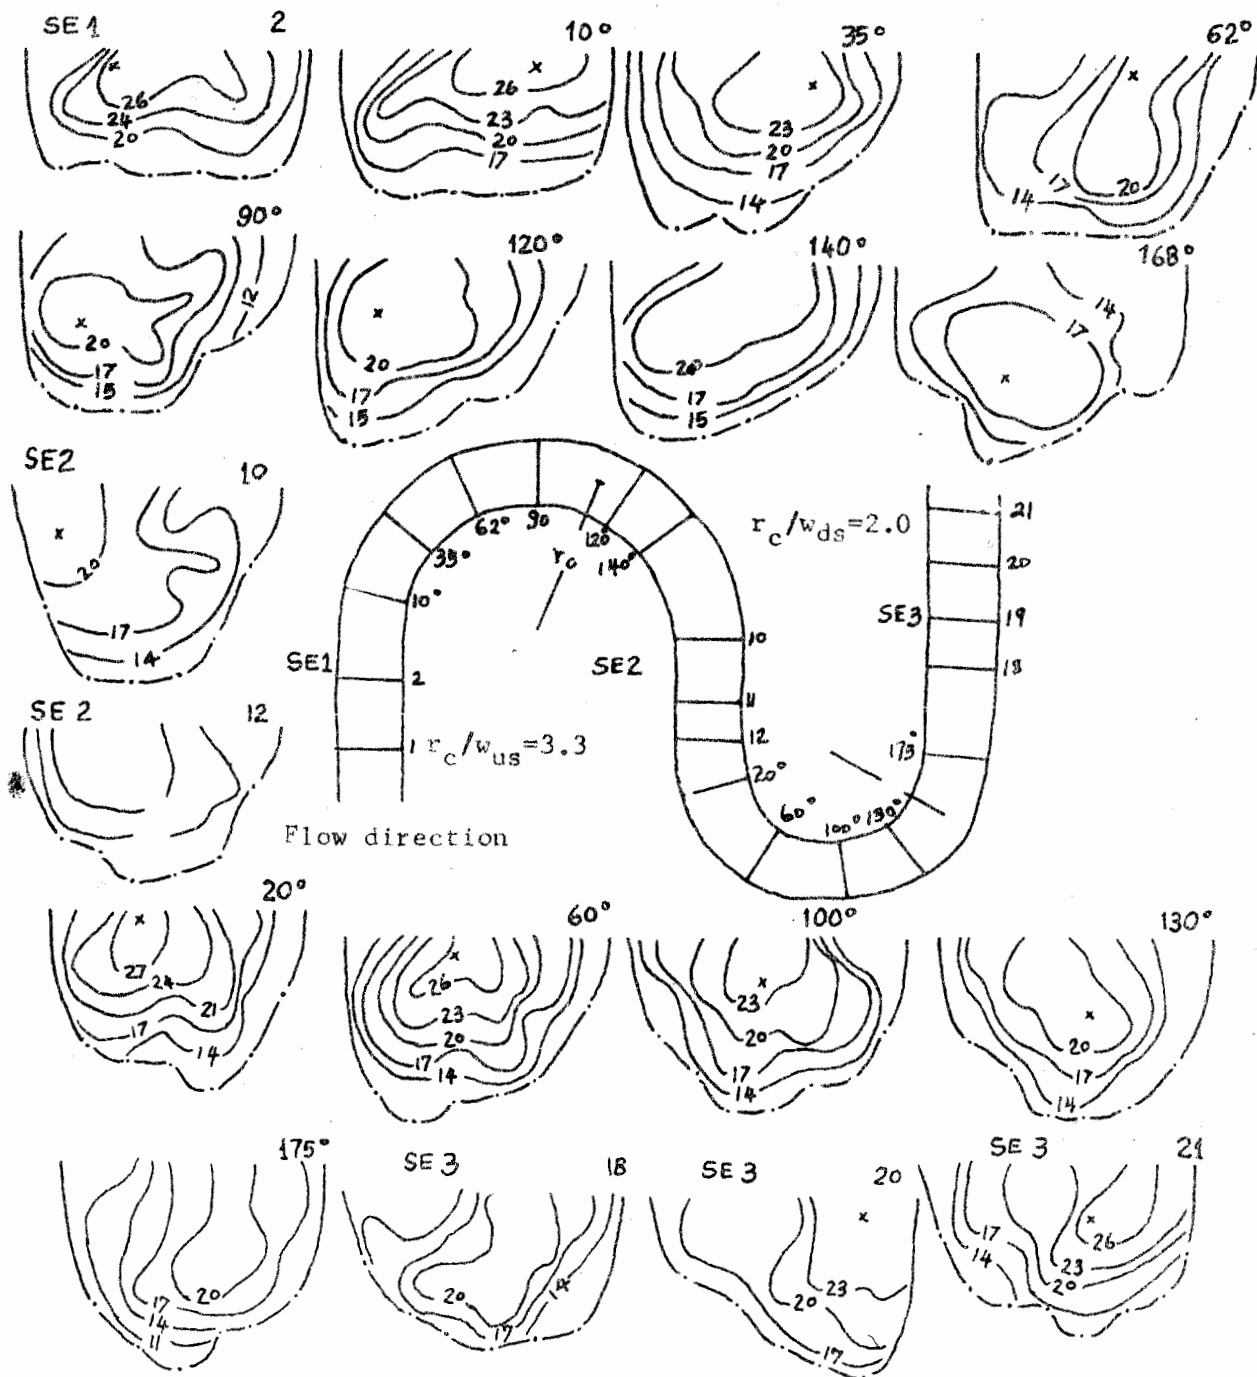 SE1 2 10° 35° 62°
26 26 23 20
24 23 20 17
20 20 17 14
17 14
90° 120° 140° 168°
12 14
20 20 20 17
17 17 17
15 15 15
SE2 10
20
17
14
62° 90 120° 140°
35°
10°
r_c
r_c/w_ds=2.0
21
20
SE3 19
18
SE1 2
SE2 10
11
12
1 r_c/w_us=3.3
20° 60° 100° 130° 175°
Flow direction
SE 2 12
20° 60° 100° 130°
27 24 21 17 14
26 23 20 17 14
23 20 17 14
20 17 14
175° SE 3 18 SE 3 20 SE 3 21
20 17 14 11
20 17 14
23 20 17
26 23 20 17 14